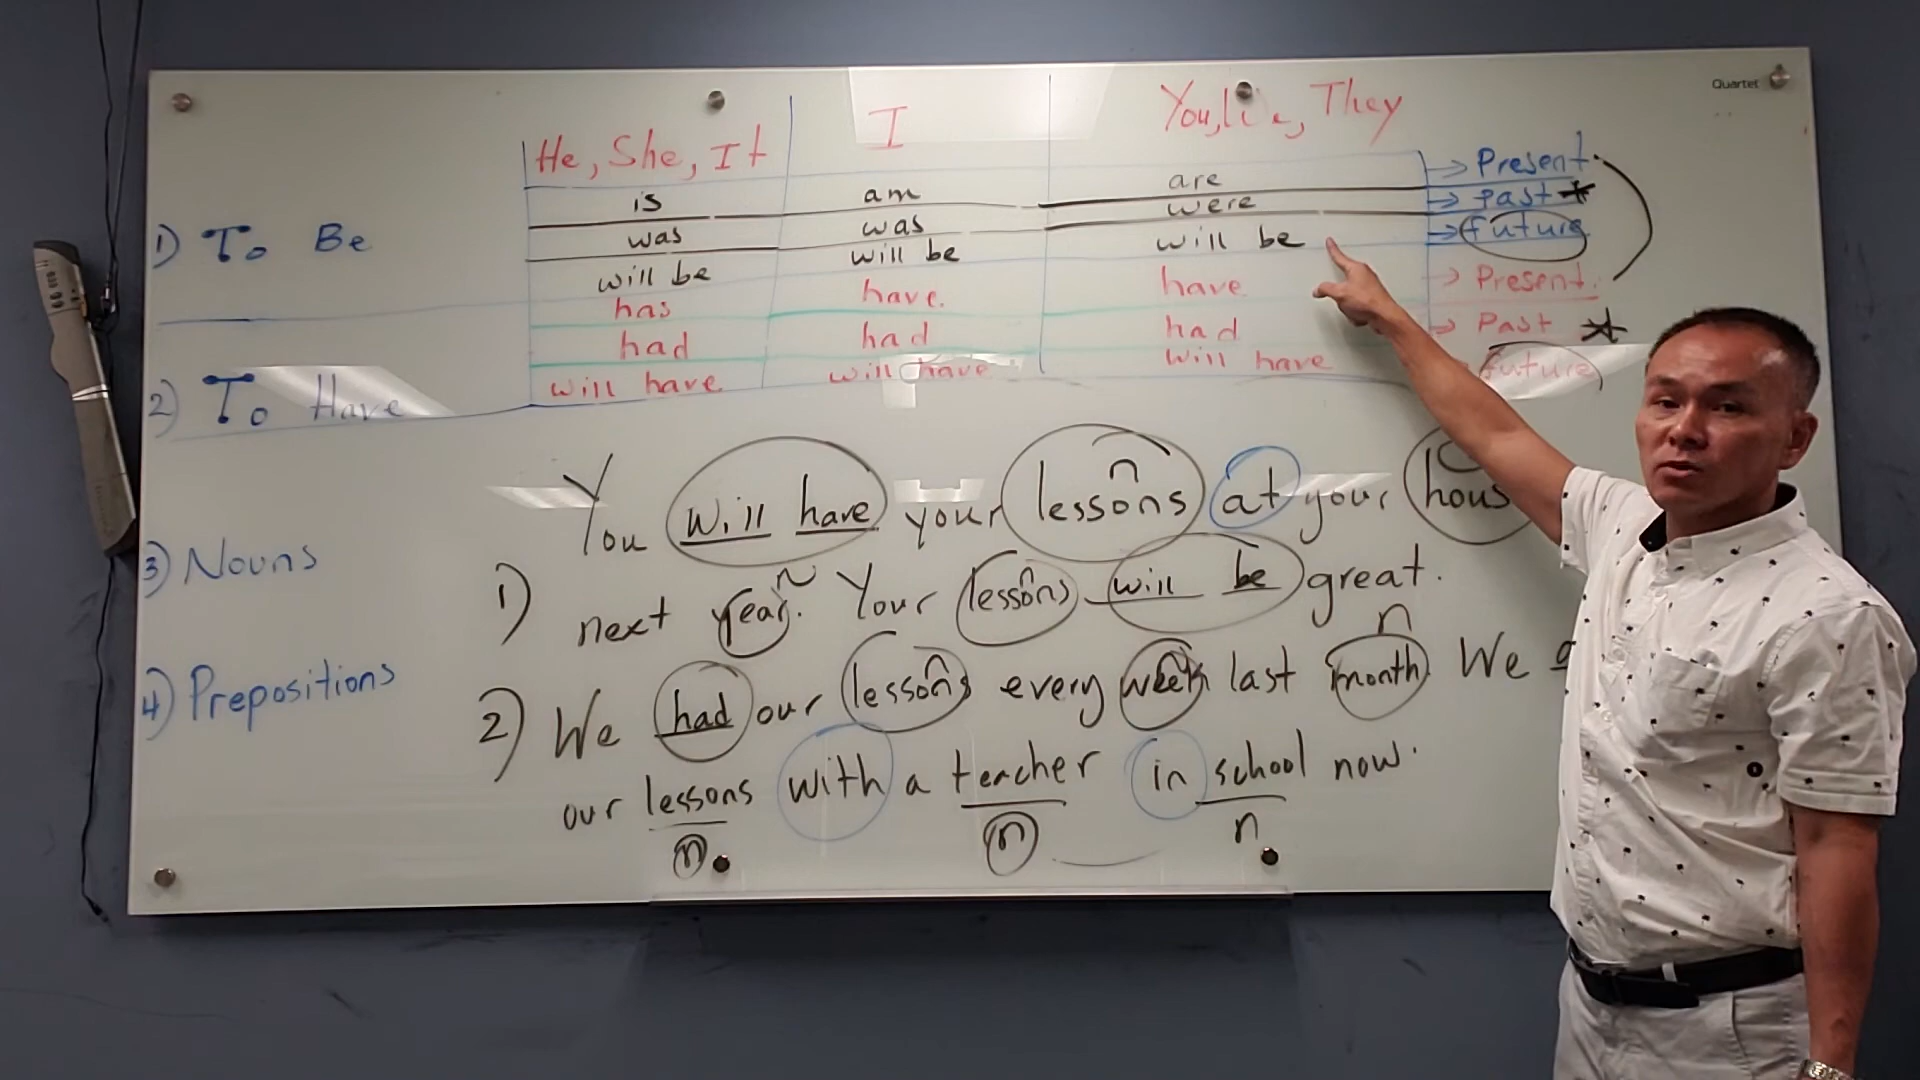 Quartet
He, She, It I You, We, They
is am are → Present
was was were → Past *
1) To Be will be will be will be → future
has have. have → Present.
had had had → Past *
2) To Have will have will have will have → future
You will have your lessons at your hous
n
3) Nouns
1) next year. Your lessons will be great.
n n n
4) Prepositions
2) We had our lessons every week last month. We
n n n
our lessons with a teacher in school now.
n n n